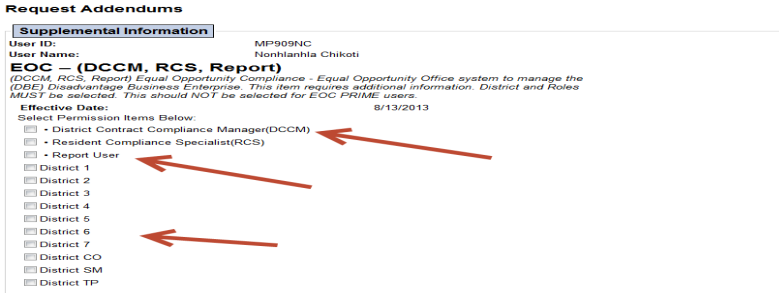 Request Addendums
Supplemental Information
User ID: MP909NC
User Name: Nonhlanhla Chikoti
EOC – (DCCM, RCS, Report)
(DCCM, RCS, Report) Equal Opportunity Compliance - Equal Opportunity Office system to manage the
(DBE) Disadvantage Business Enterprise. This item requires additional information. District and Roles
MUST be selected. This should NOT be selected for EOC PRIME users.
Effective Date: 8/13/2013
Select Permission Items Below:
• District Contract Compliance Manager(DCCM)
• Resident Compliance Specialist(RCS)
• Report User
District 1
District 2
District 3
District 4
District 5
District 6
District 7
District CO
District SM
District TP